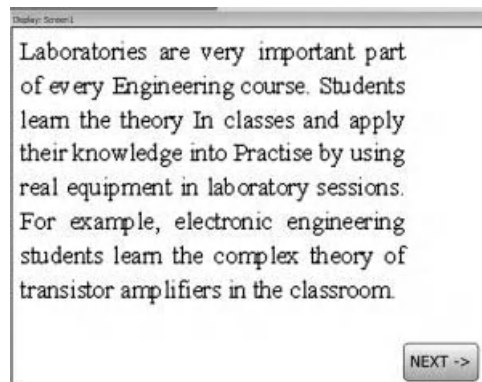 Display: Screen1
Laboratories are very important part
of every Engineering course. Students
learn the theory In classes and apply
their knowledge into Practise by using
real equipment in laboratory sessions.
For example, electronic engineering
students learn the complex theory of
transistor amplifiers in the classroom.
NEXT ->